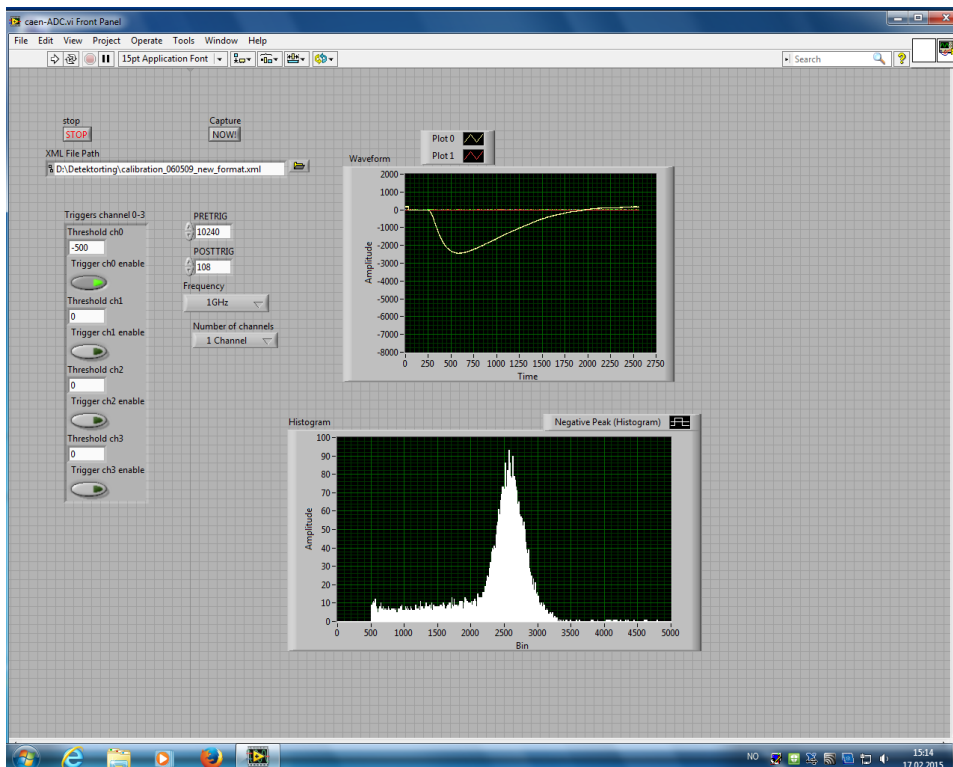 caen-ADC.vi Front Panel
File Edit View Project Operate Tools Window Help
15pt Application Font
Search
stop
STOP
Capture
NOW!
XML File Path
D:\Detektorting\calibration_060509_new_format.xml
Triggers channel 0-3
Threshold ch0
-500
Trigger ch0 enable
Threshold ch1
0
Trigger ch1 enable
Threshold ch2
0
Trigger ch2 enable
Threshold ch3
0
Trigger ch3 enable
PRETRIG
10240
POSTTRIG
108
Frequency
1GHz
Number of channels
1 Channel
Plot 0
Plot 1
Waveform
2000
1000
0
-1000
-2000
-3000
-4000
-5000
-6000
-7000
-8000
Amplitude
0 250 500 750 1000 1250 1500 1750 2000 2250 2500 2750
Time
Histogram
Negative Peak (Histogram)
100
90
80
70
60
50
40
30
20
10
0
Amplitude
0 500 1000 1500 2000 2500 3000 3500 4000 4500 5000
Bin
NO
15:14
17.02.2015